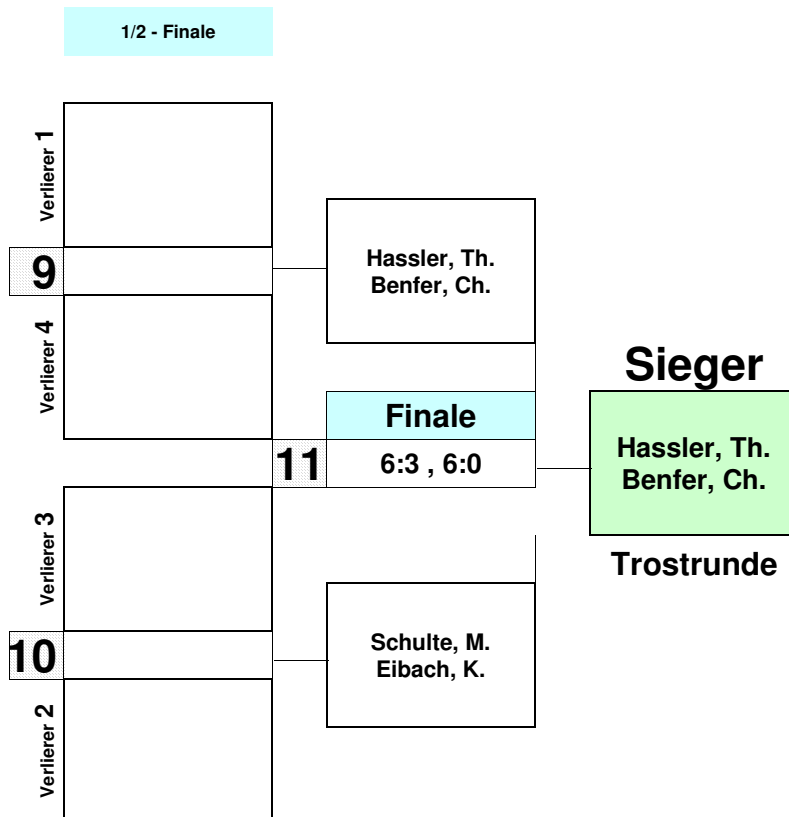 1/2 - Finale
Verlierer 1
9
Verlierer 4
Hassler, Th.
Benfer, Ch.
Finale
11
6:3 , 6:0
Sieger
Hassler, Th.
Benfer, Ch.
Trostrunde
Verlierer 3
10
Verlierer 2
Schulte, M.
Eibach, K.